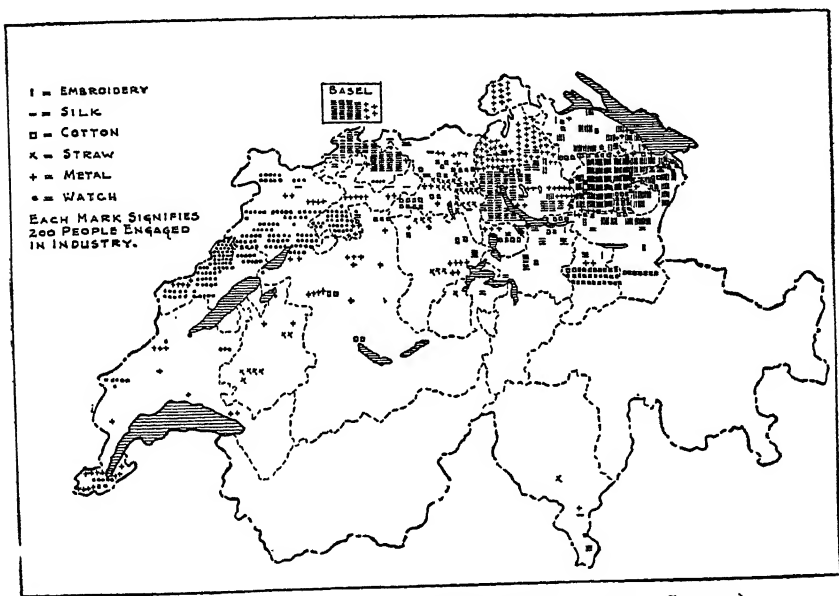 ı = EMBROIDERY
– = SILK
□ = COTTON
x = STRAW
+ = METAL
• = WATCH
EACH MARK SIGNIFIES
200 PEOPLE ENGAGED
IN INDUSTRY.
BASEL